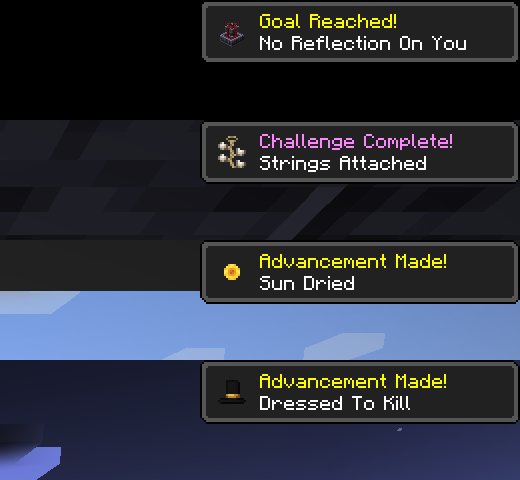 Goal Reached!
No Reflection On You
Challenge Complete!
Strings Attached
Advancement Made!
Sun Dried
Advancement Made!
Dressed To Kill